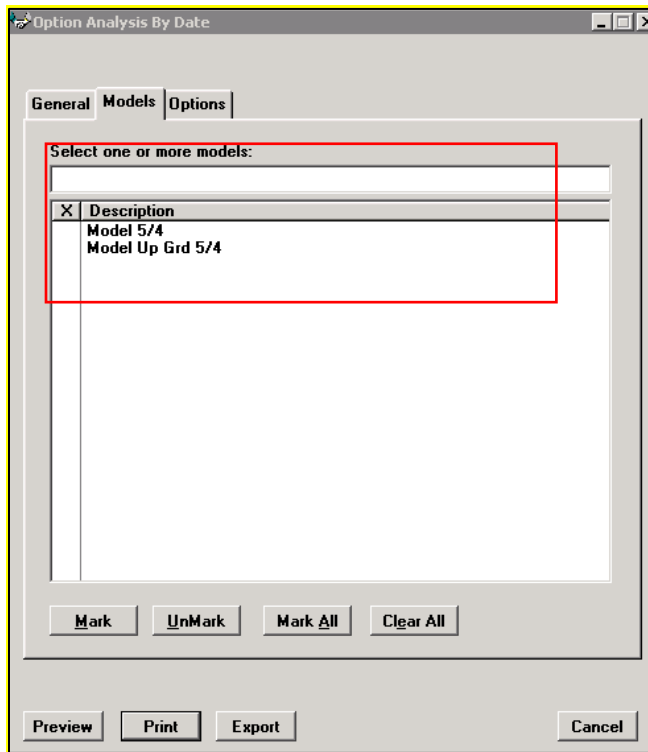 Option Analysis By Date
General Models Options
Select one or more models:
X Description
Model 5/4
Model Up Grd 5/4
Mark UnMark Mark All Clear All
Preview Print Export Cancel